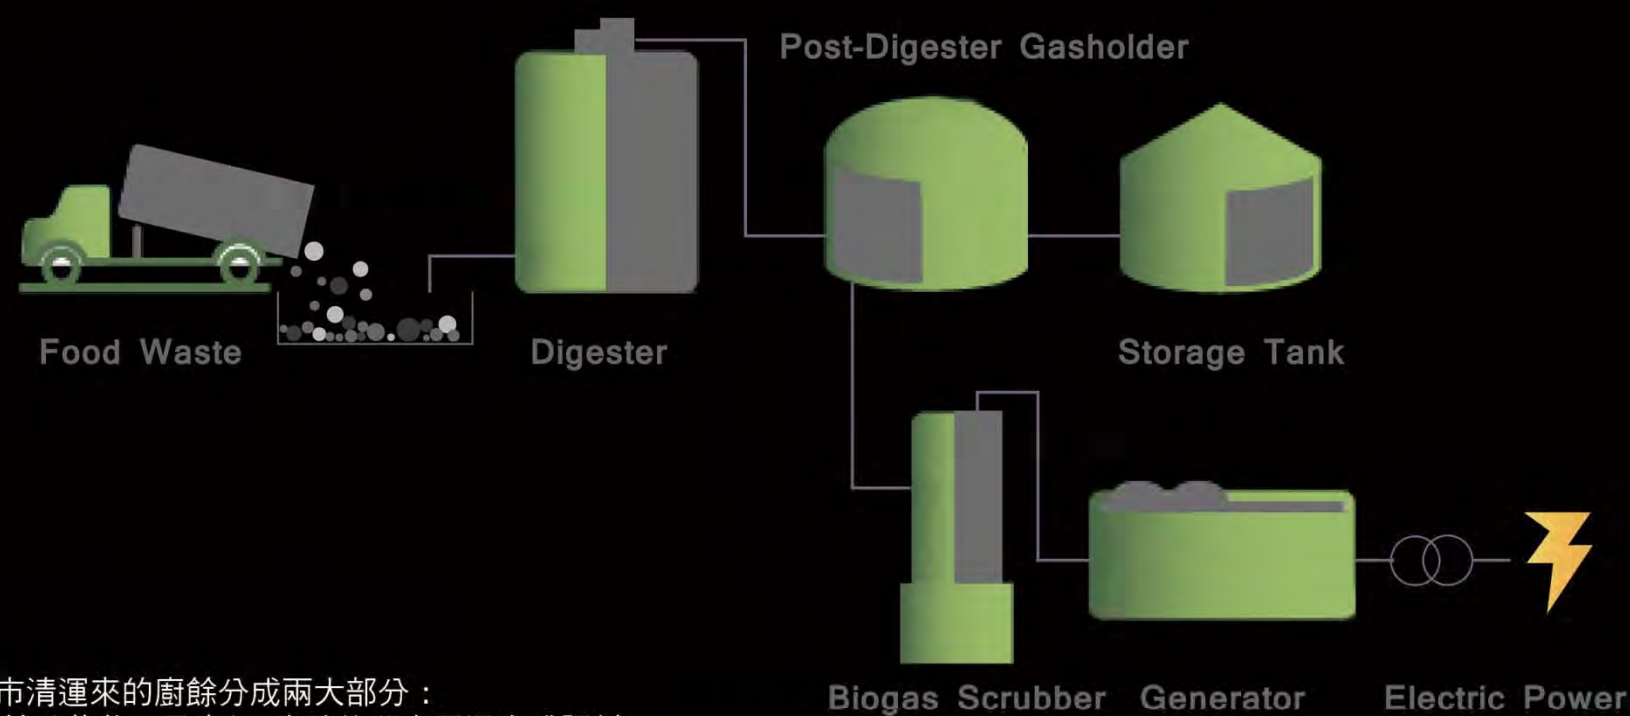 Post-Digester Gasholder
Food Waste
Digester
Storage Tank
Biogas Scrubber
Generator
Electric Power
市清運來的廚餘分成兩大部分：